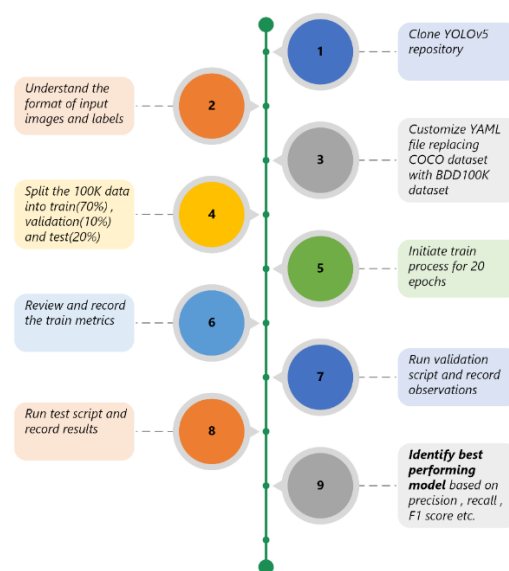 1
Clone YOLOv5
repository
2
Understand the
format of input
images and labels
3
Customize YAML
file replacing
COCO dataset
with BDD100K
dataset
4
Split the 100K data
into train(70%) ,
validation(10%)
and test(20%)
5
Initiate train
process for 20
epochs
6
Review and record
the train metrics
7
Run validation
script and record
observations
8
Run test script and
record results
9
Identify best
performing
model based on
precision , recall ,
F1 score etc.